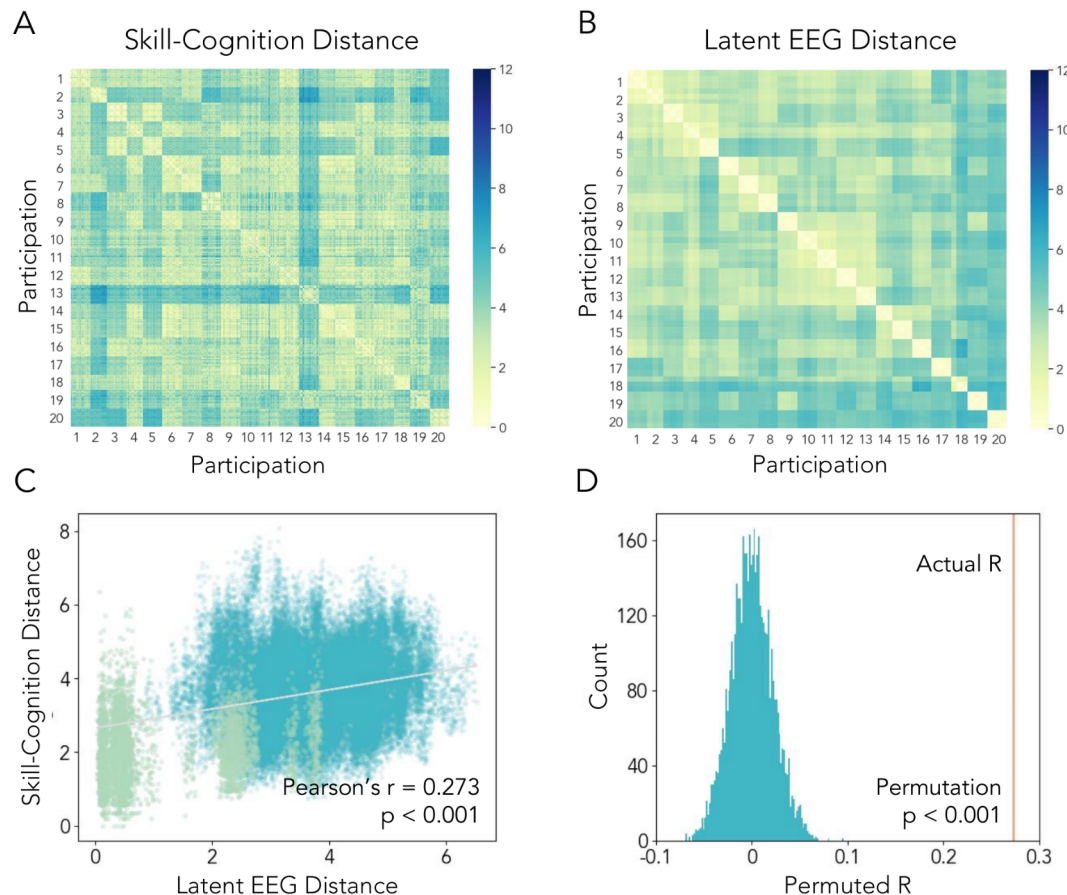 A
Skill-Cognition Distance
Participation
1
2
3
4
5
6
7
8
9
10
11
12
13
14
15
16
17
18
19
20
1 2 3 4 5 6 7 8 9 10 11 12 13 14 15 16 17 18 19 20
Participation
12
10
8
6
4
2
0
B
Latent EEG Distance
Participation
1
2
3
4
5
6
7
8
9
10
11
12
13
14
15
16
17
18
19
20
1 2 3 4 5 6 7 8 9 10 11 12 13 14 15 16 17 18 19 20
Participation
12
10
8
6
4
2
0
C
Skill-Cognition Distance
8
6
4
2
0
Pearson's r = 0.273
p < 0.001
0 2 4 6
Latent EEG Distance
D
Count
160
120
80
40
0
Actual R
Permutation
p < 0.001
-0.1 0 0.1 0.2 0.3
Permuted R